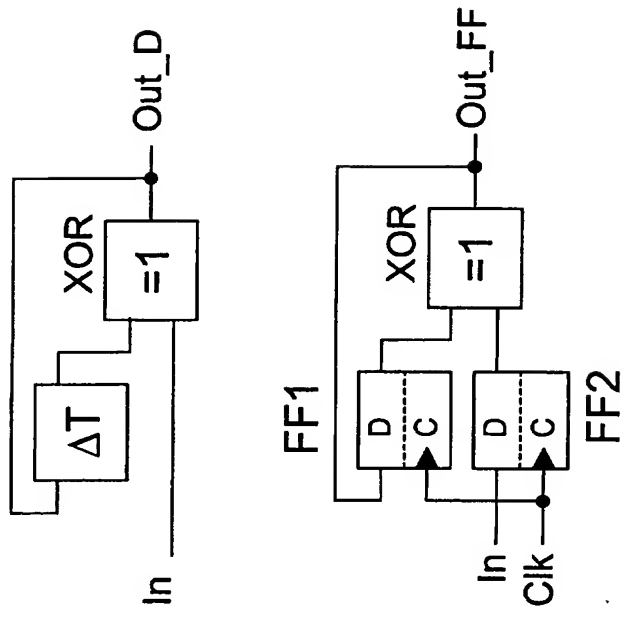 XOR
ΔT
=1
Out_D
In
FF1
XOR
D
C
=1
Out_FF
In
D
Clk
C
FF2